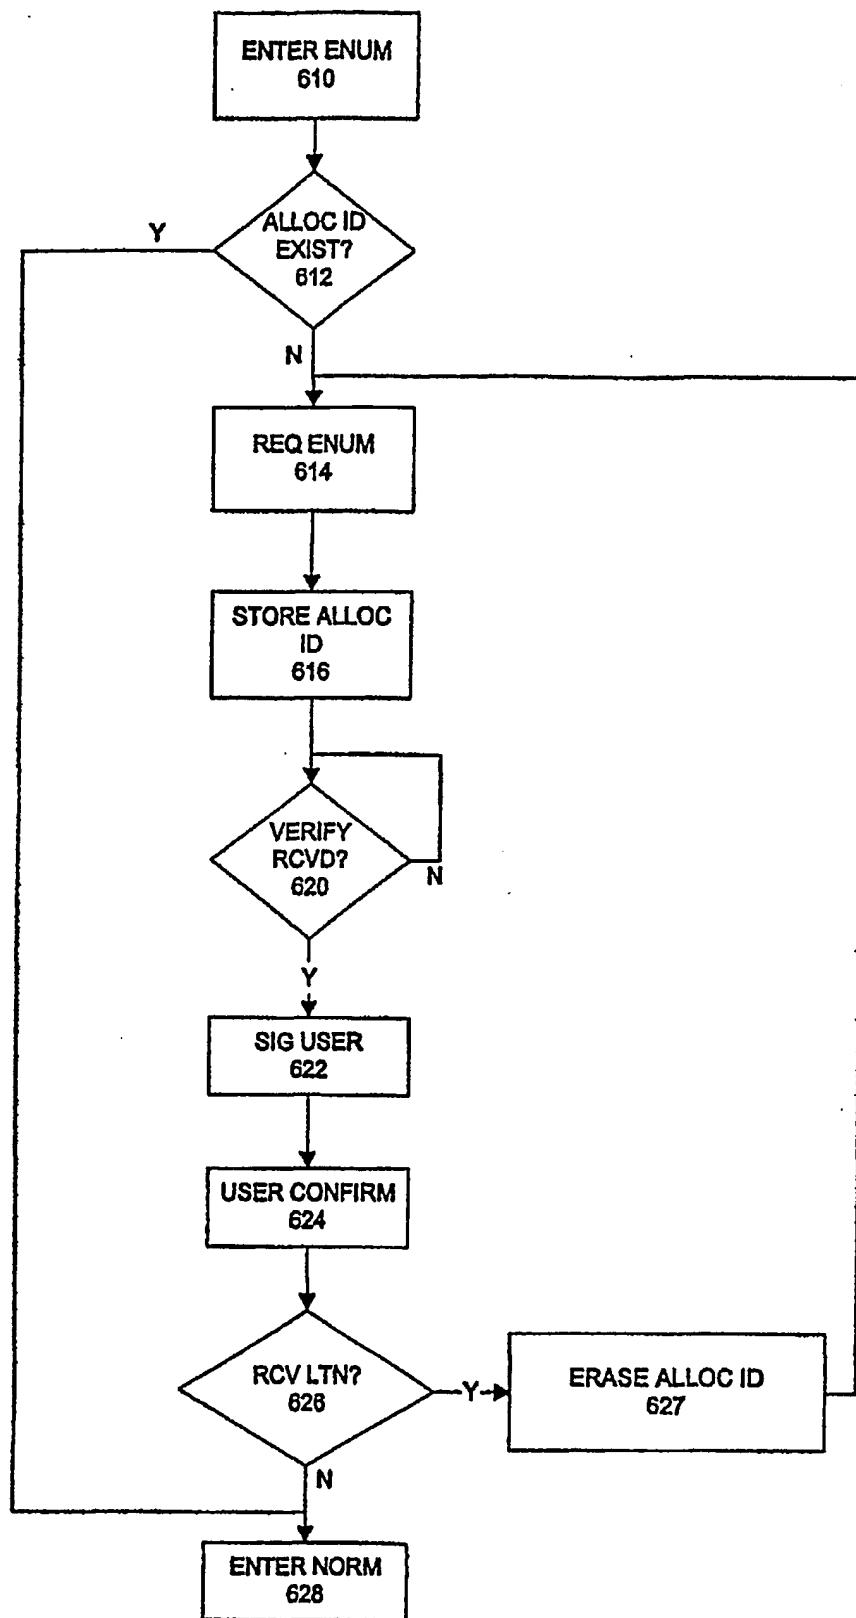 ENTER ENUM
610
Y
ALLOC ID
EXIST?
612
N
REQ ENUM
614
STORE ALLOC
ID
616
VERIFY
RCVD?
620
N
Y
SIG USER
622
USER CONFIRM
624
RCV LTN?
626
Y
ERASE ALLOC ID
627
N
ENTER NORM
628